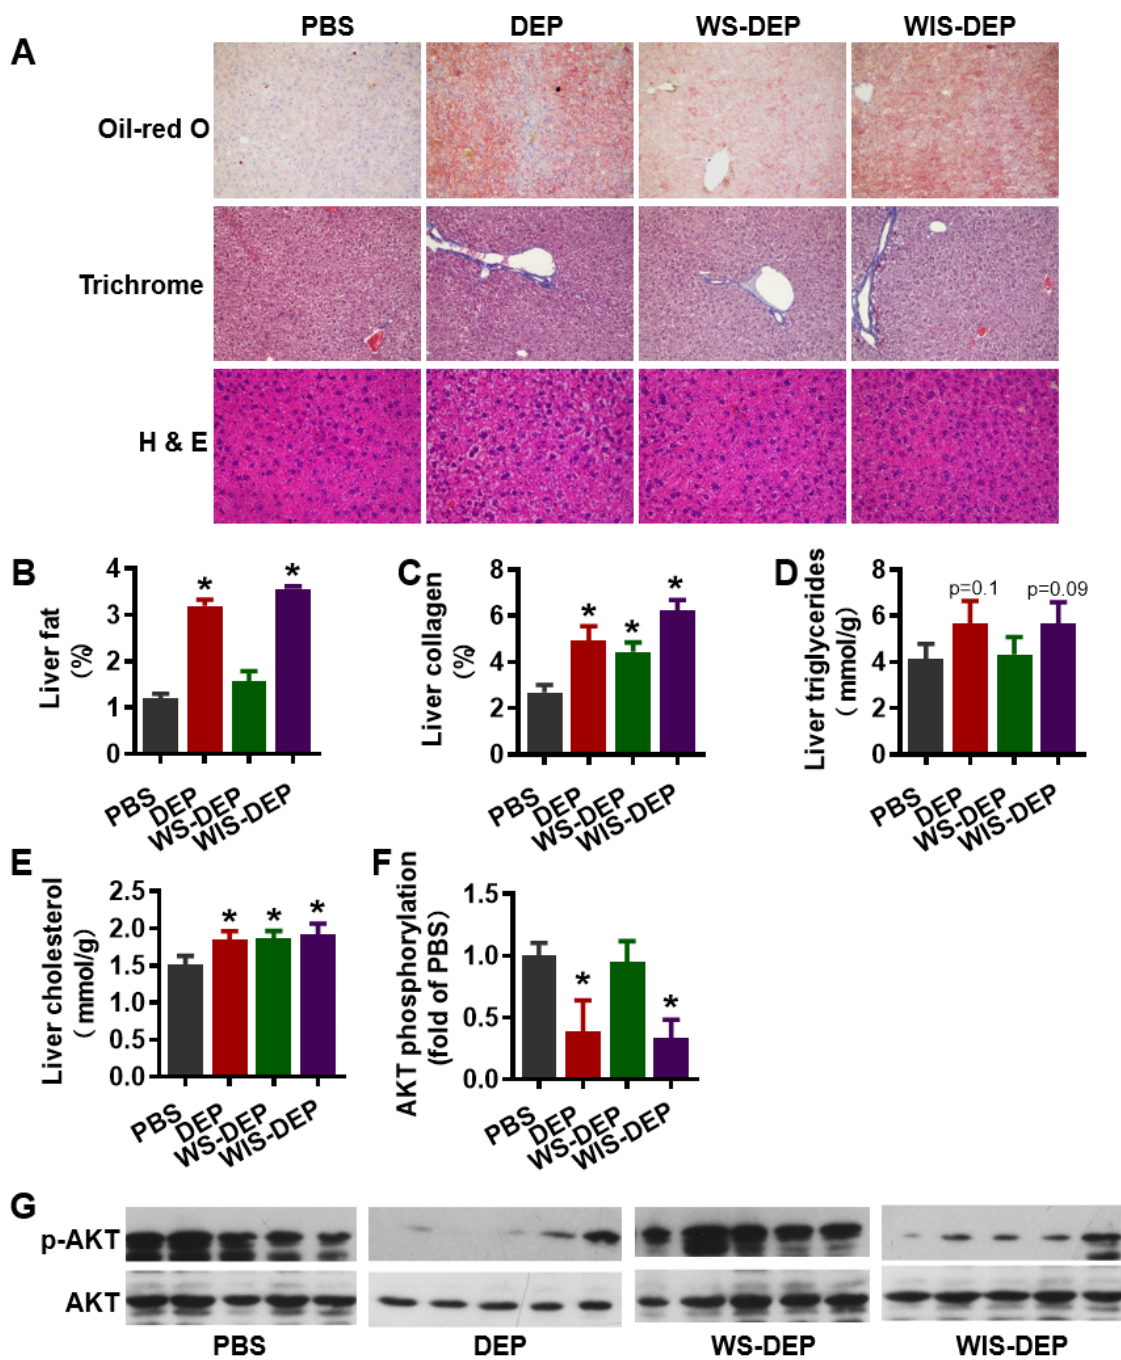 PBS DEP WS-DEP WIS-DEP
A
Oil-red O
Trichrome
H & E
B
Liver fat
(%)
4
3
2
1
0
* *
PBS
DEP
WS-DEP
WIS-DEP
C
Liver collagen
(%)
8
6
4
2
0
* * *
PBS
DEP
WS-DEP
WIS-DEP
D
Liver triglycerides
( mmol/g)
8
6
4
2
0
p=0.1 p=0.09
PBS
DEP
WS-DEP
WIS-DEP
E
Liver cholesterol
( mmol/g)
2.5
2.0
1.5
1.0
0.5
0.0
* * *
PBS
DEP
WS-DEP
WIS-DEP
F
AKT phosphorylation
(fold of PBS)
1.5
1.0
0.5
0.0
* *
PBS
DEP
WS-DEP
WIS-DEP
G
p-AKT
AKT
PBS DEP WS-DEP WIS-DEP